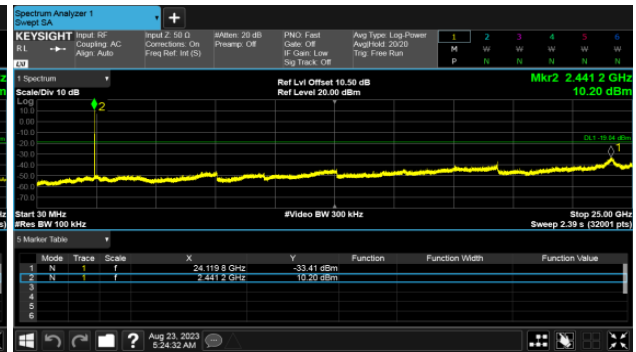 Spectrum Analyzer 1
Swept SA
+
KEYSIGHT Input: RF Input Z: 50 Ω #Atten: 20 dB PNO: Fast Avg Type: Log-Power 1 2 3 4 5 6
R L Coupling: AC Corrections: On Preamp: Off Gate: Off Avg|Hold: 20/20 M W W W W W
Align: Auto Freq Ref: Int (S) IF Gain: Low Trig: Free Run P N N N N N
LXI Sig Track: Off
1 Spectrum Ref Lvl Offset 10.50 dB Mkr2 2.441 2 GHz
Scale/Div 10 dB Ref Level 20.00 dBm 10.20 dBm
Log
10.0
0.00
-10.0
-20.0
-30.0
-40.0
-50.0
-60.0
-70.0
2
DL1 -19.04 dBm
1
Start 30 MHz #Video BW 300 kHz Stop 25.00 GHz
#Res BW 100 kHz Sweep 2.39 s (32001 pts)
5 Marker Table
Mode Trace Scale X Y Function Function Width Function Value
1 N 1 f 24.119 8 GHz -33.41 dBm
2 N 1 f 2.441 2 GHz 10.20 dBm
3
4
5
6
? Aug 23, 2023
5:24:32 AM